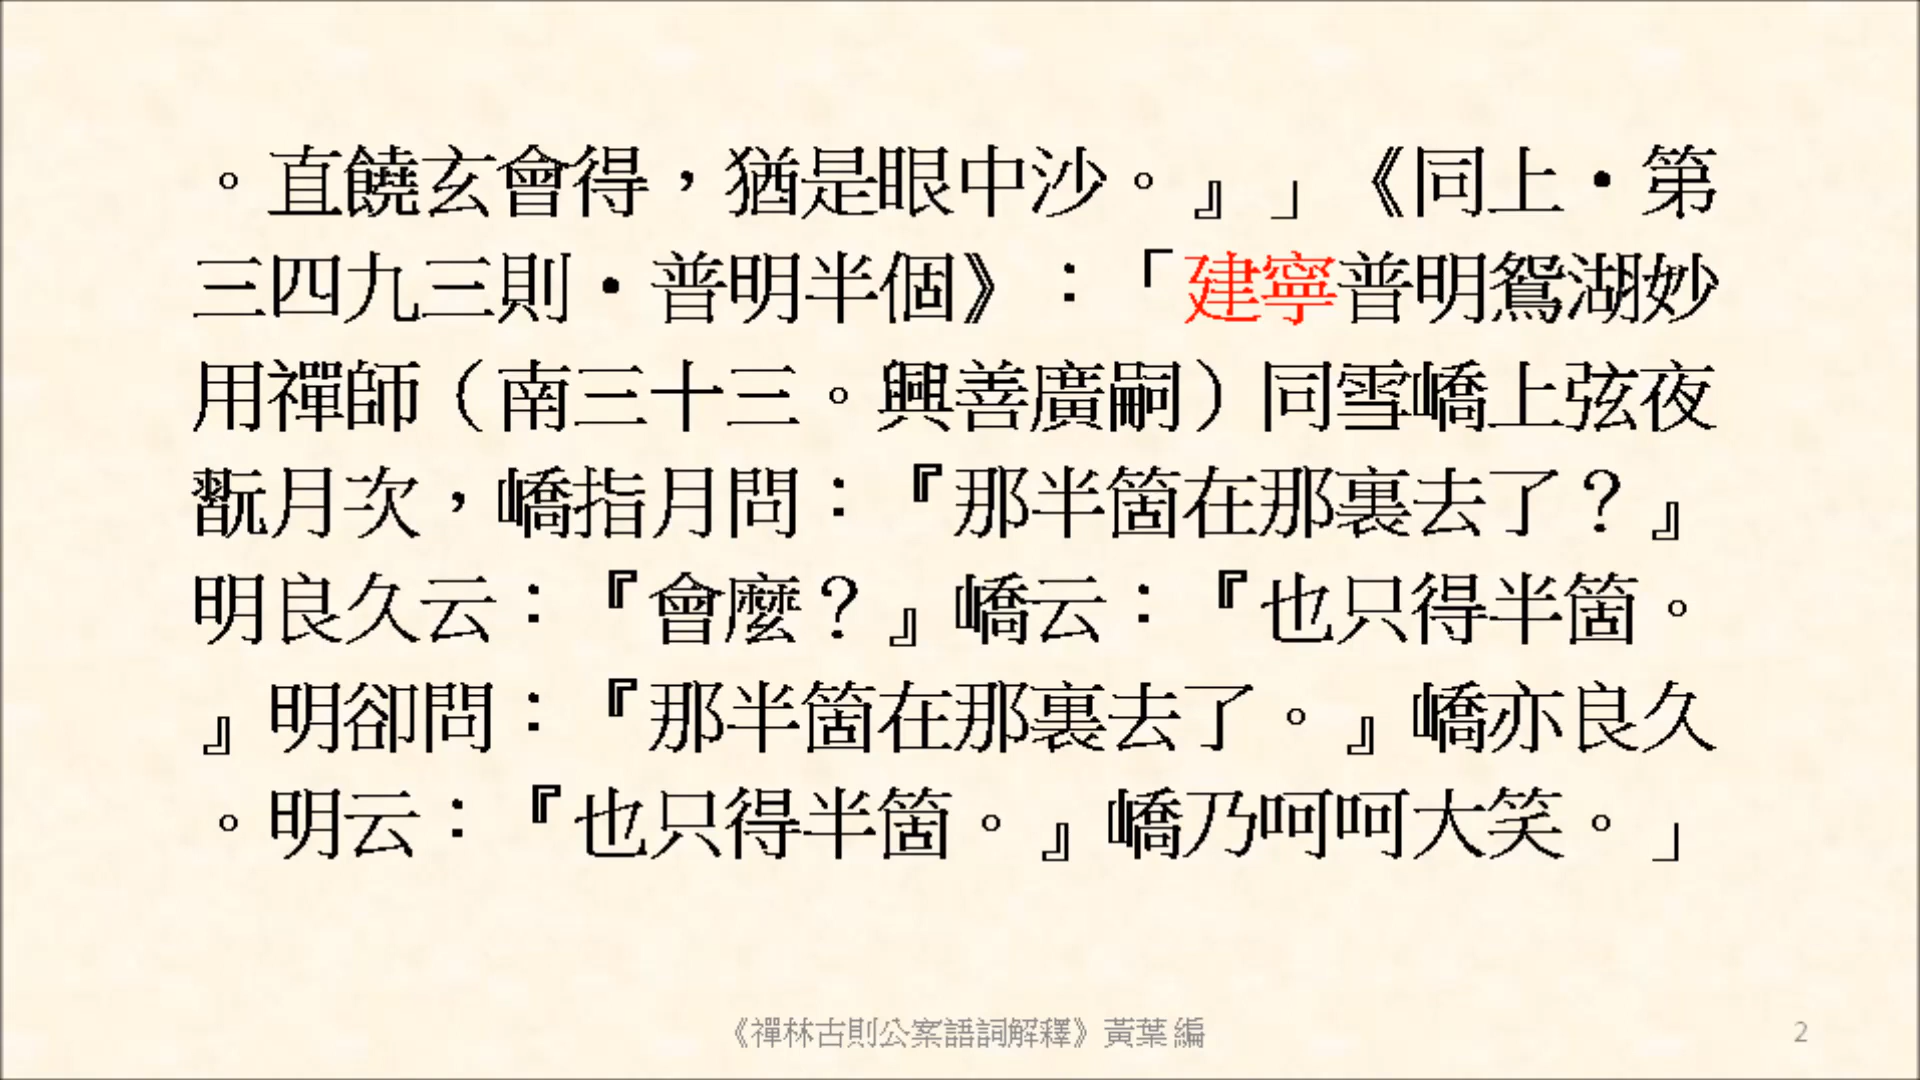 。直饒玄會得，猶是眼中沙。』」《同上·第
三四九三則·普明半個》：「建寧普明鴛湖妙
用禪師（南三十三。興善廣嗣）同雪嶠上弦夜
翫月次，嶠指月問：『那半箇在那裏去了？』
明良久云：『會麼？』嶠云：『也只得半箇。
』明卻問：『那半箇在那裏去了。』嶠亦良久
。明云：『也只得半箇。』嶠乃呵呵大笑。」
《禪林古則公案語詞解釋》黃葉 編
2